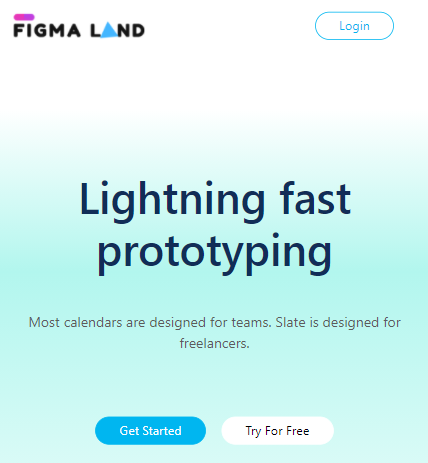 FIGMA LAND
Login
Lightning fast
prototyping
Most calendars are designed for teams. Slate is designed for
freelancers.
Get Started
Try For Free